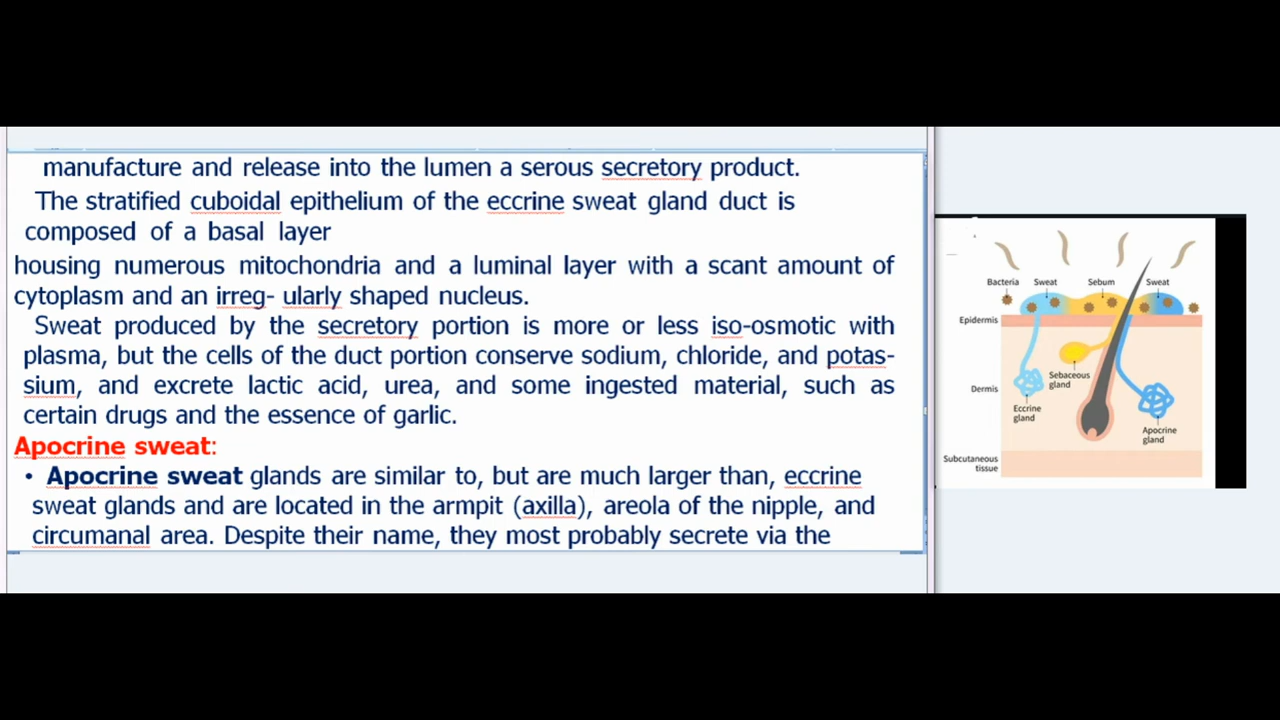 manufacture and release into the lumen a serous secretory product.
The stratified cuboidal epithelium of the eccrine sweat gland duct is
composed of a basal layer
housing numerous mitochondria and a luminal layer with a scant amount of
cytoplasm and an irreg- ularly shaped nucleus.
Sweat produced by the secretory portion is more or less iso-osmotic with
plasma, but the cells of the duct portion conserve sodium, chloride, and potas-
sium, and excrete lactic acid, urea, and some ingested material, such as
certain drugs and the essence of garlic.
Apocrine sweat:
• Apocrine sweat glands are similar to, but are much larger than, eccrine
sweat glands and are located in the armpit (axilla), areola of the nipple, and
circumanal area. Despite their name, they most probably secrete via the
Bacteria Sweat Sebum Sweat
Epidermis
Sebaceous
gland
Dermis
Eccrine
gland
Apocrine
gland
Subcutaneous
tissue